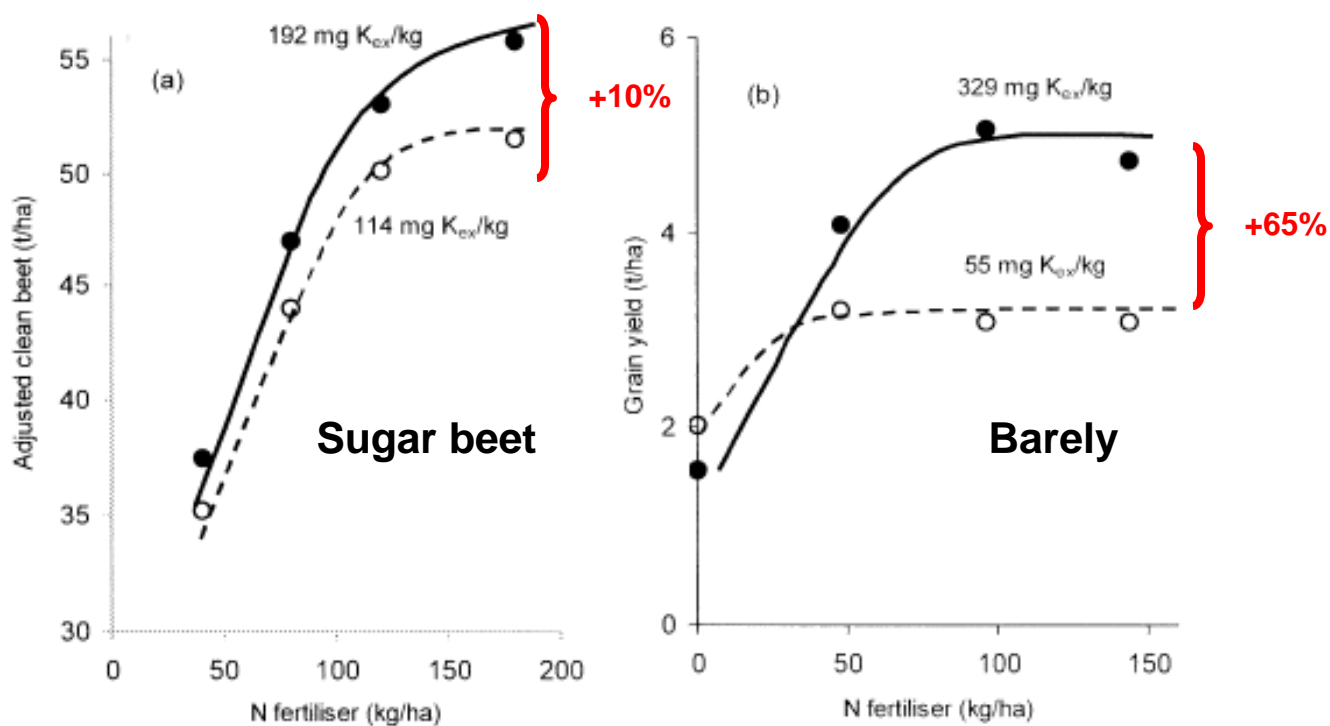 192 mg Kex/kg
(a)
+10%
114 mg Kex/kg
Adjusted clean beet (t/ha)
55
50
45
40
35
30
Sugar beet
0
50
100
150
200
N fertiliser (kg/ha)
329 mg Kex/kg
(b)
+65%
55 mg Kex/kg
Grain yield (t/ha)
6
4
2
0
Barely
0
50
100
150
N fertiliser (kg/ha)